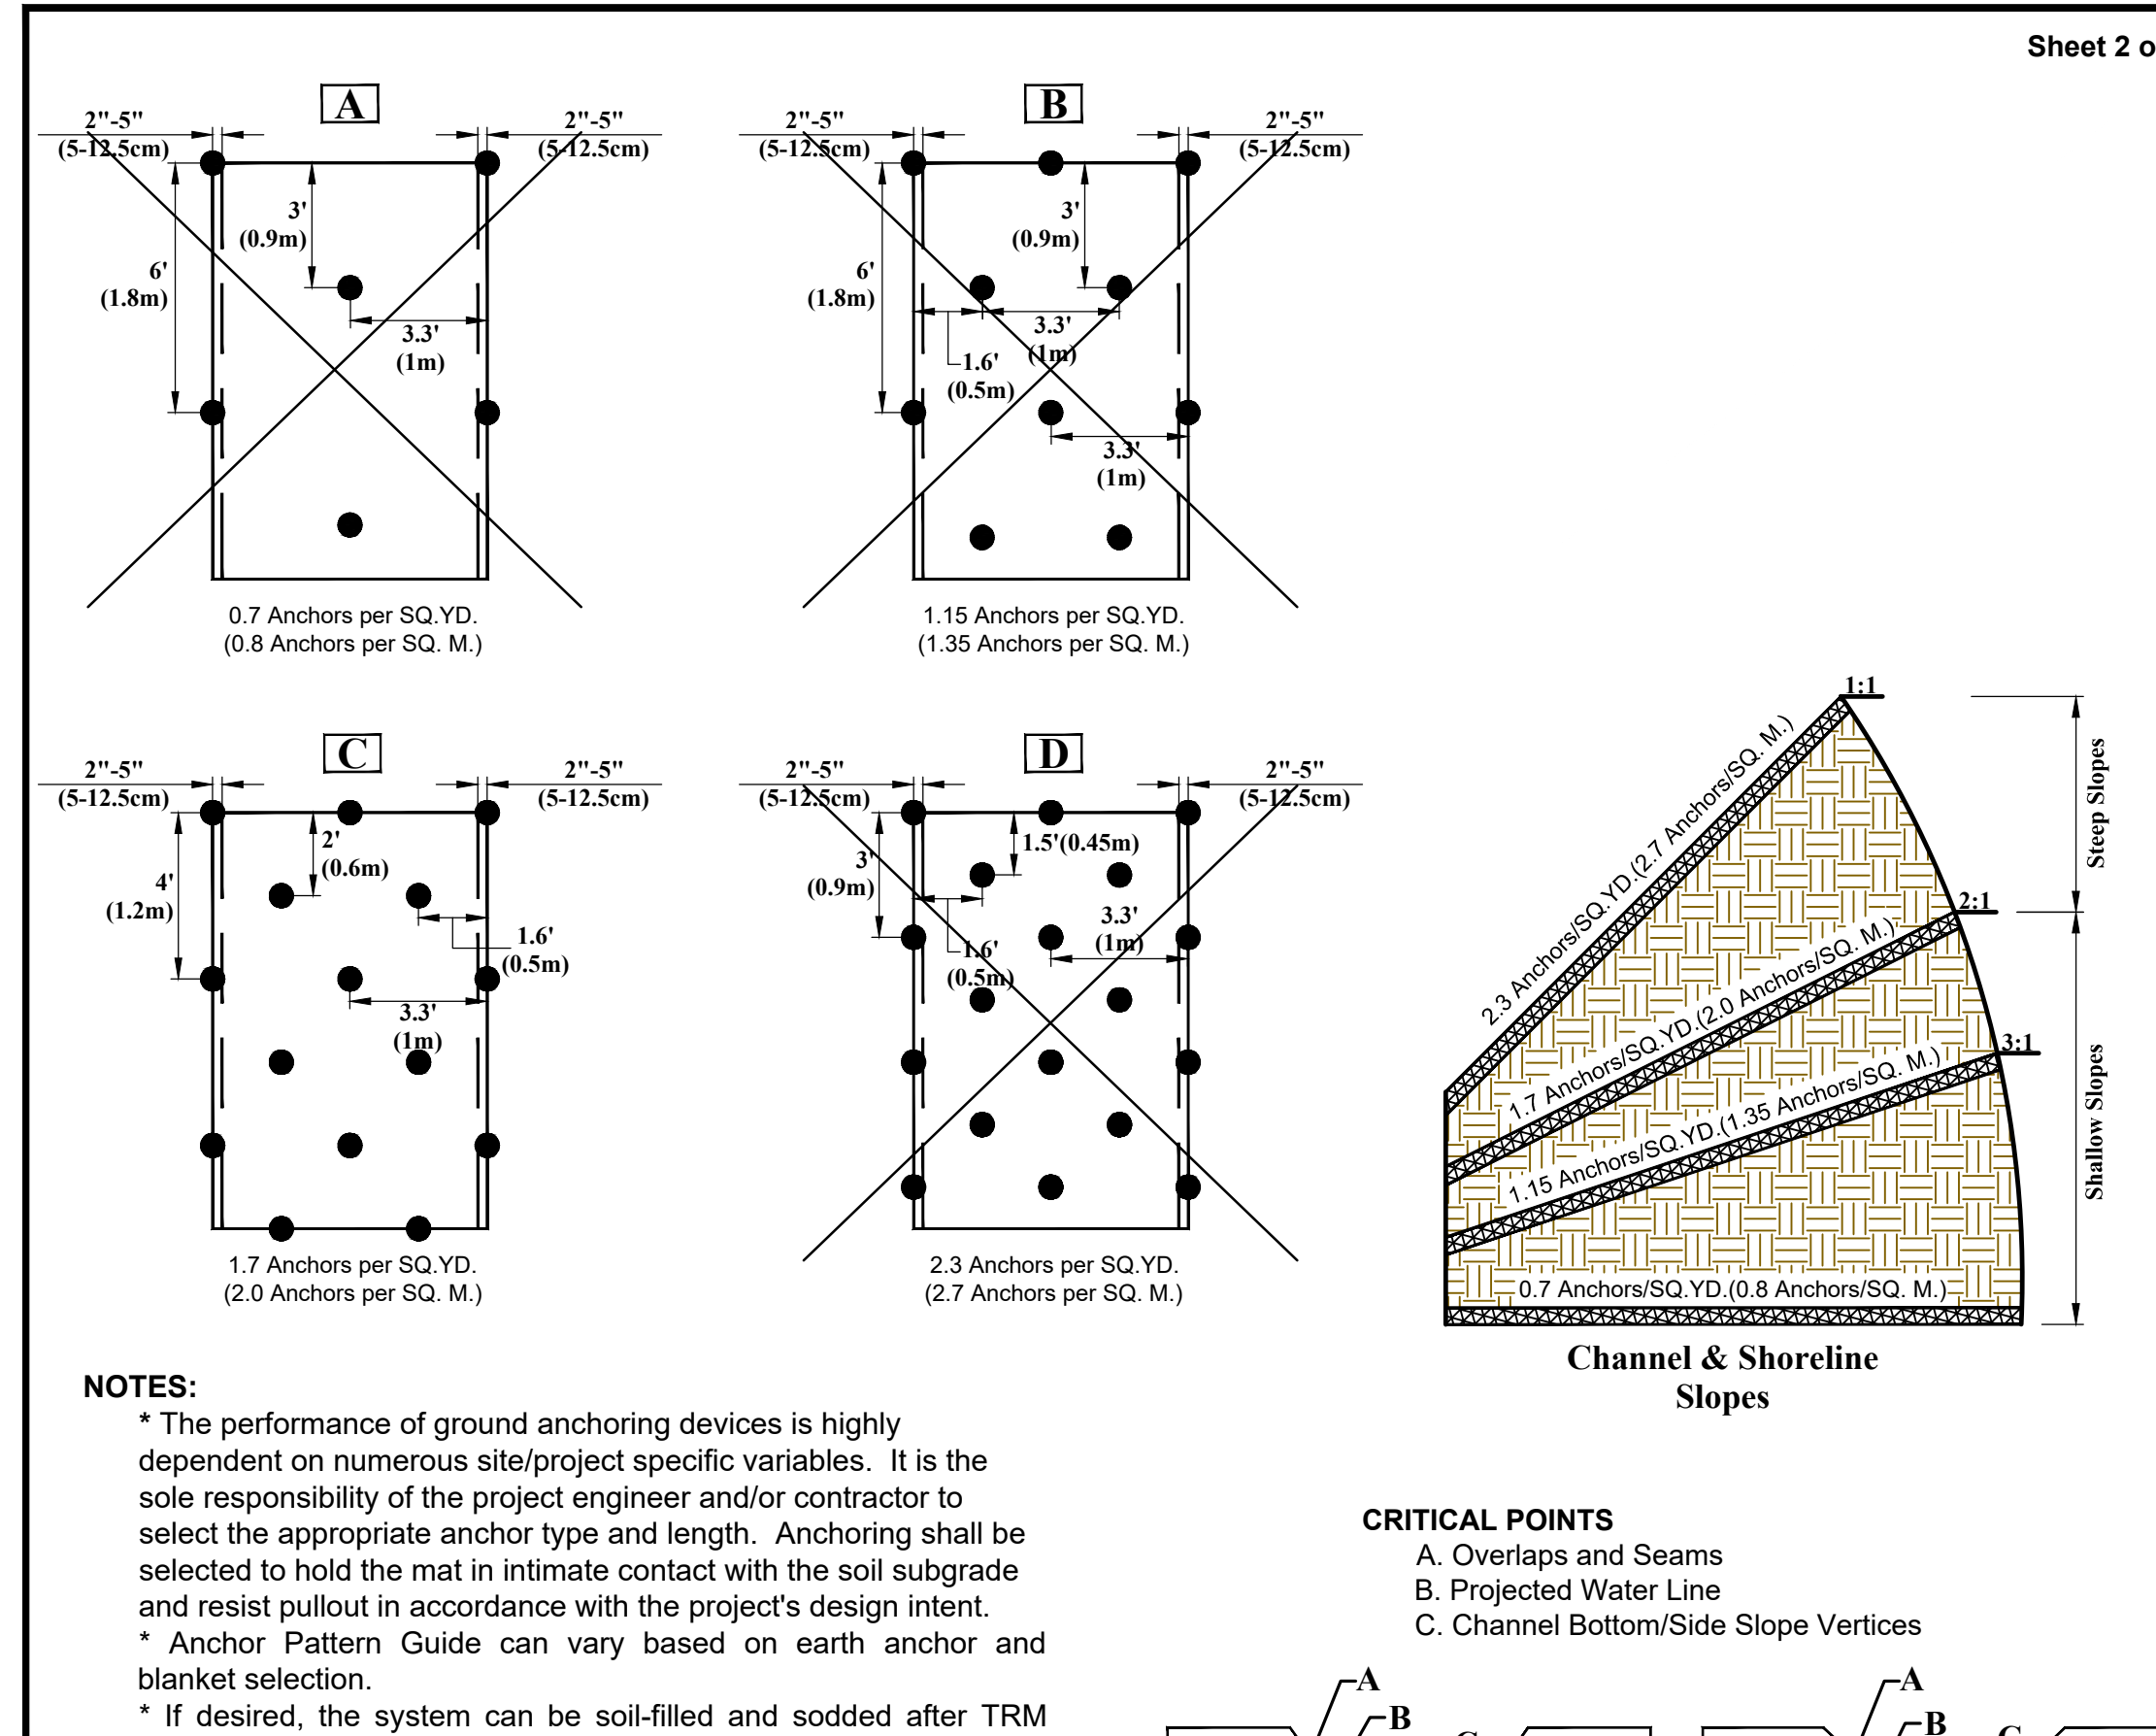 Sheet 2 o
A
2"-5"
(5-12.5cm)
2"-5"
(5-12.5cm)
3'
(0.9m)
6'
(1.8m)
3.3'
(1m)
0.7 Anchors per SQ.YD.
(0.8 Anchors per SQ. M.)
B
2"-5"
(5-12.5cm)
2"-5"
(5-12.5cm)
3'
(0.9m)
6'
(1.8m)
3.3'
(1m)
1.6'
(0.5m)
3.3'
(1m)
1.15 Anchors per SQ.YD.
(1.35 Anchors per SQ. M.)
C
2"-5"
(5-12.5cm)
2"-5"
(5-12.5cm)
2'
(0.6m)
4'
(1.2m)
1.6'
(0.5m)
3.3'
(1m)
1.7 Anchors per SQ.YD.
(2.0 Anchors per SQ. M.)
D
2"-5"
(5-12.5cm)
2"-5"
(5-12.5cm)
1.5'(0.45m)
3'
(0.9m)
3.3'
(1m)
1.6'
(0.5m)
2.3 Anchors per SQ.YD.
(2.7 Anchors per SQ. M.)
1:1
2.3 Anchors/SQ.YD.(2.7 Anchors/SQ. M.)
Steep Slopes
2:1
1.7 Anchors/SQ.YD.(2.0 Anchors/SQ. M.)
3:1
1.15 Anchors/SQ.YD.(1.35 Anchors/SQ. M.)
Shallow Slopes
0.7 Anchors/SQ.YD.(0.8 Anchors/SQ. M.)
Channel & Shoreline
Slopes
NOTES:
* The performance of ground anchoring devices is highly
dependent on numerous site/project specific variables. It is the
sole responsibility of the project engineer and/or contractor to
select the appropriate anchor type and length. Anchoring shall be
selected to hold the mat in intimate contact with the soil subgrade
and resist pullout in accordance with the project's design intent.
* Anchor Pattern Guide can vary based on earth anchor and
blanket selection.
* If desired, the system can be soil-filled and sodded after TRM
CRITICAL POINTS
A. Overlaps and Seams
B. Projected Water Line
C. Channel Bottom/Side Slope Vertices
A
B
A
B